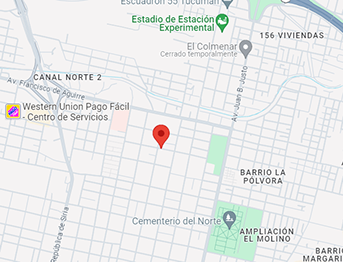 Escuadrón 55 Tucumán
Estadio de Estación
Experimental
156 VIVIENDAS
El Colmenar
Cerrado temporalmente
CANAL NORTE 2
Av. Francisco de Aguirre
Av. Juan B. Justo
Western Union Pago Fácil
. Centro de Servicios
BARRIO LA
PÓLVORA
Cementerio del Norte
AMPLIACIÓN
EL MOLINO
República de Siria
BARRIO
MARGARI